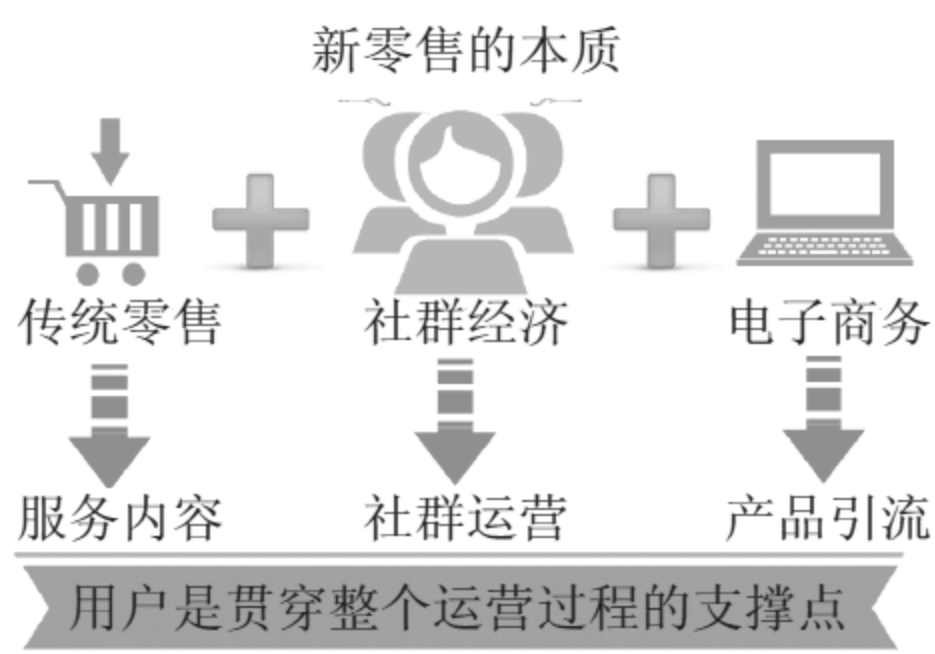 新零售的本质
传统零售 社群经济 电子商务
服务内容 社群运营 产品引流
用户是贯穿整个运营过程的支撑点